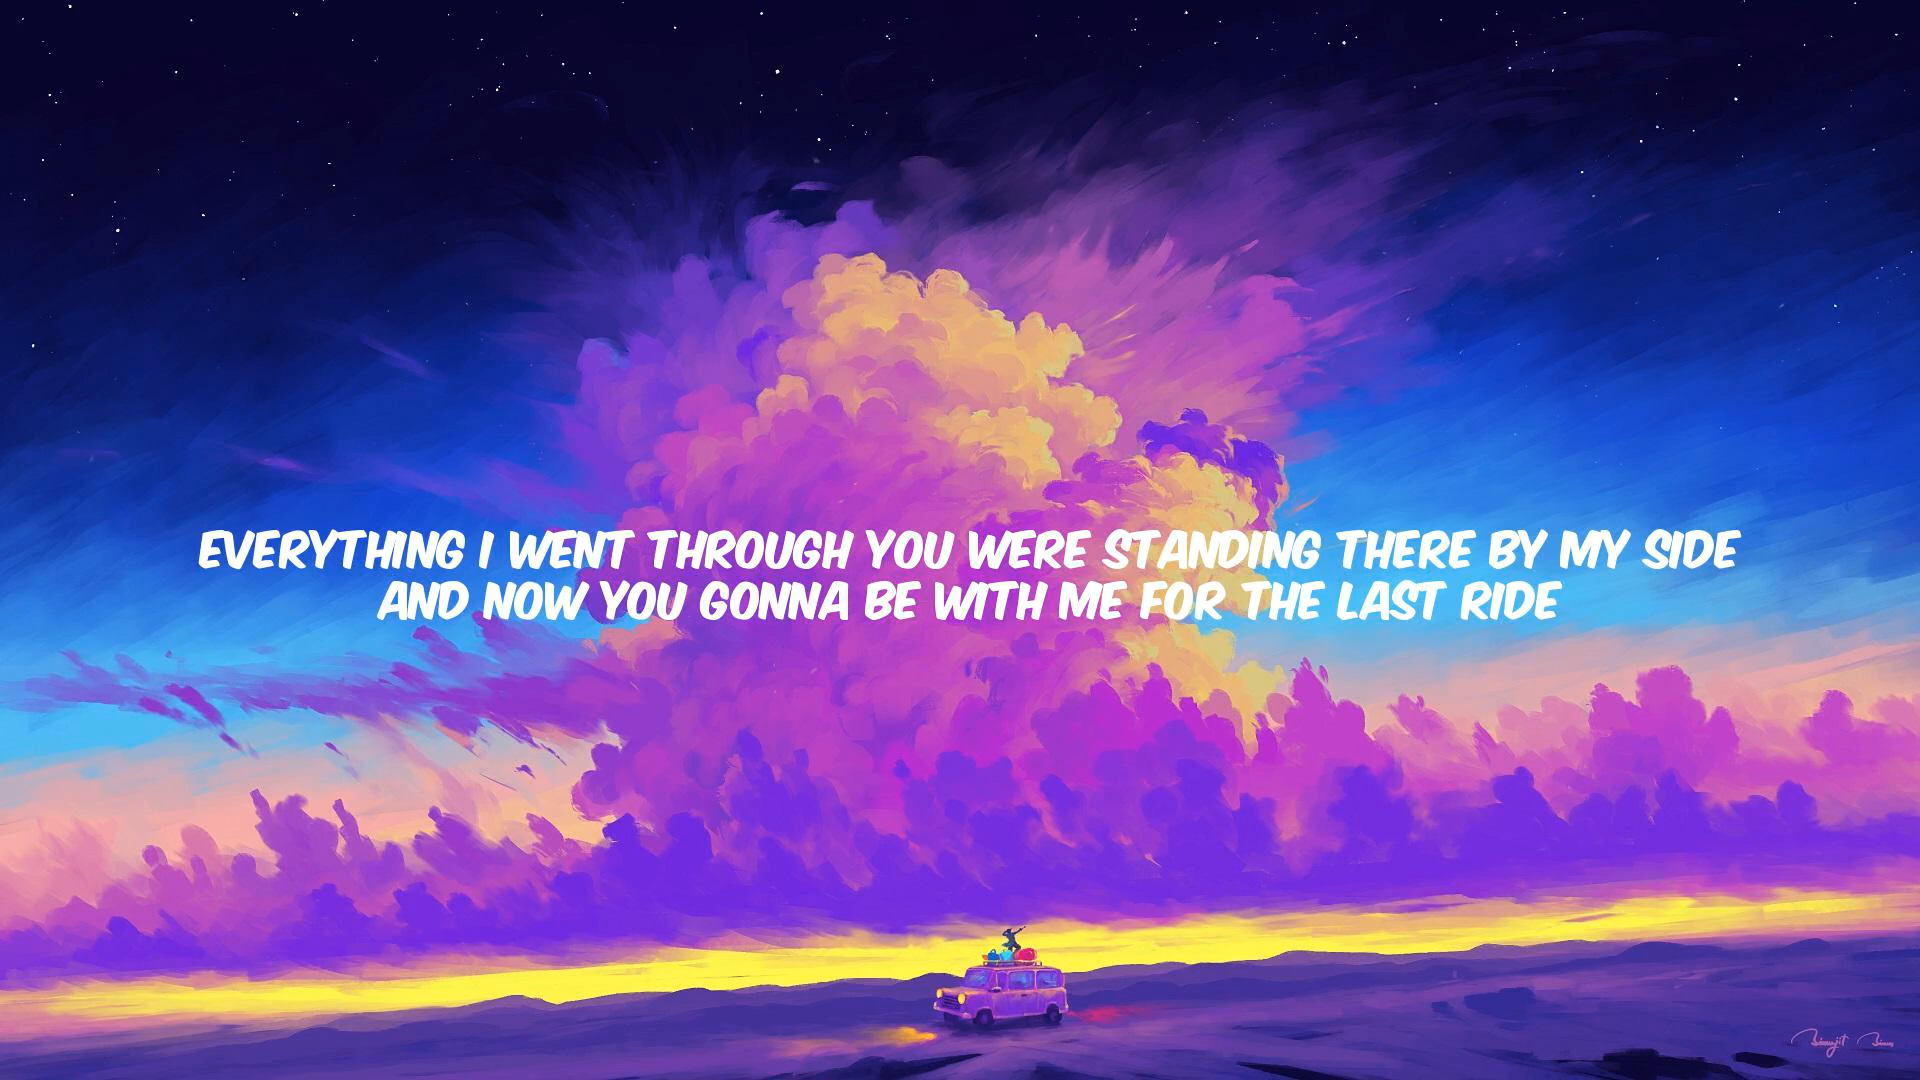 EVERYTHING I WENT THROUGH YOU WERE STANDING THERE BY MY SIDE
AND NOW YOU GONNA BE WITH ME FOR THE LAST RIDE